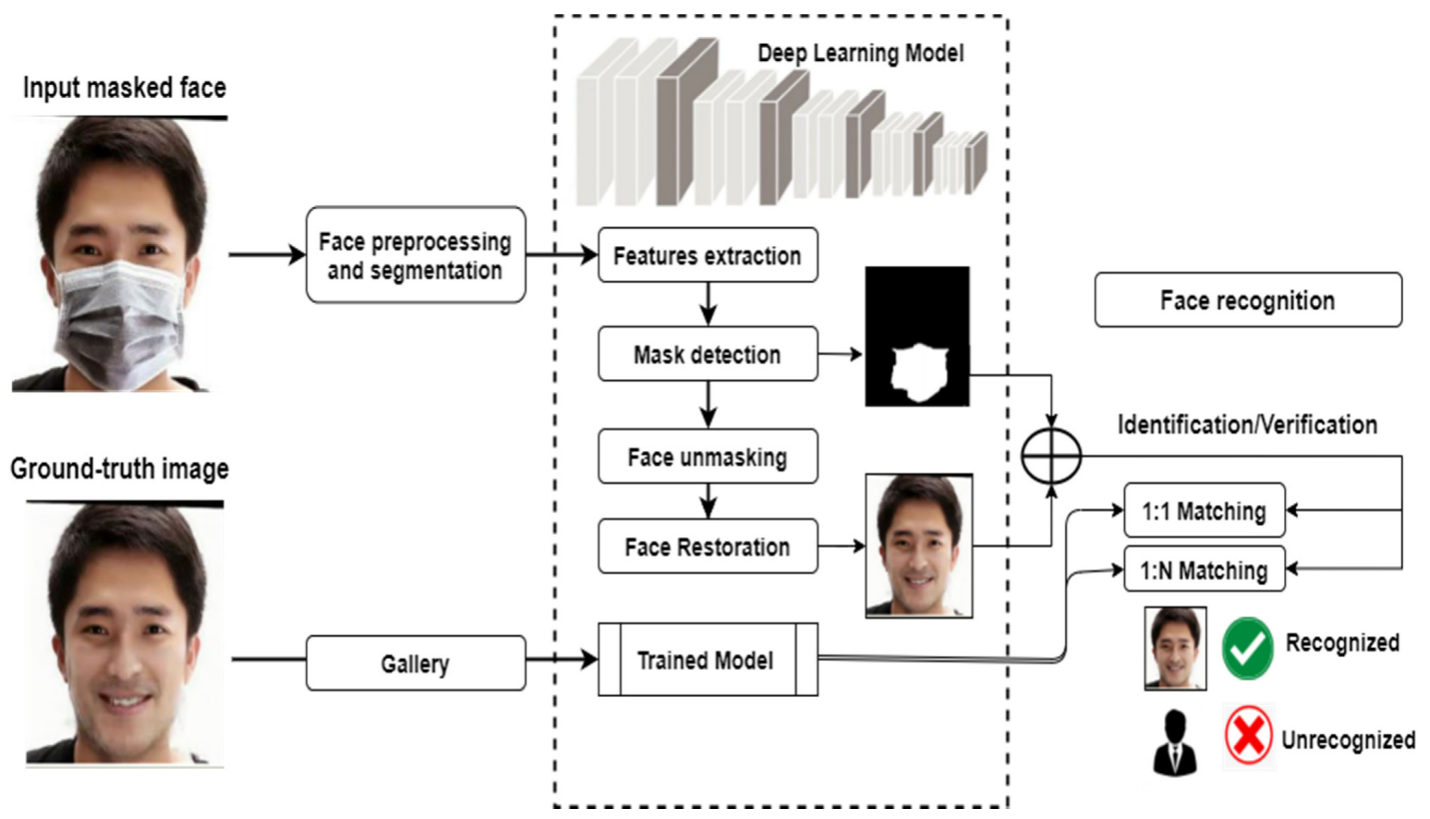 Deep Learning Model
Input masked face
Face preprocessing
and segmentation
Features extraction
Mask detection
Face unmasking
Face Restoration
Face recognition
Identification/Verification
1:1 Matching
1:N Matching
Ground-truth image
Gallery
Trained Model
Recognized
Unrecognized